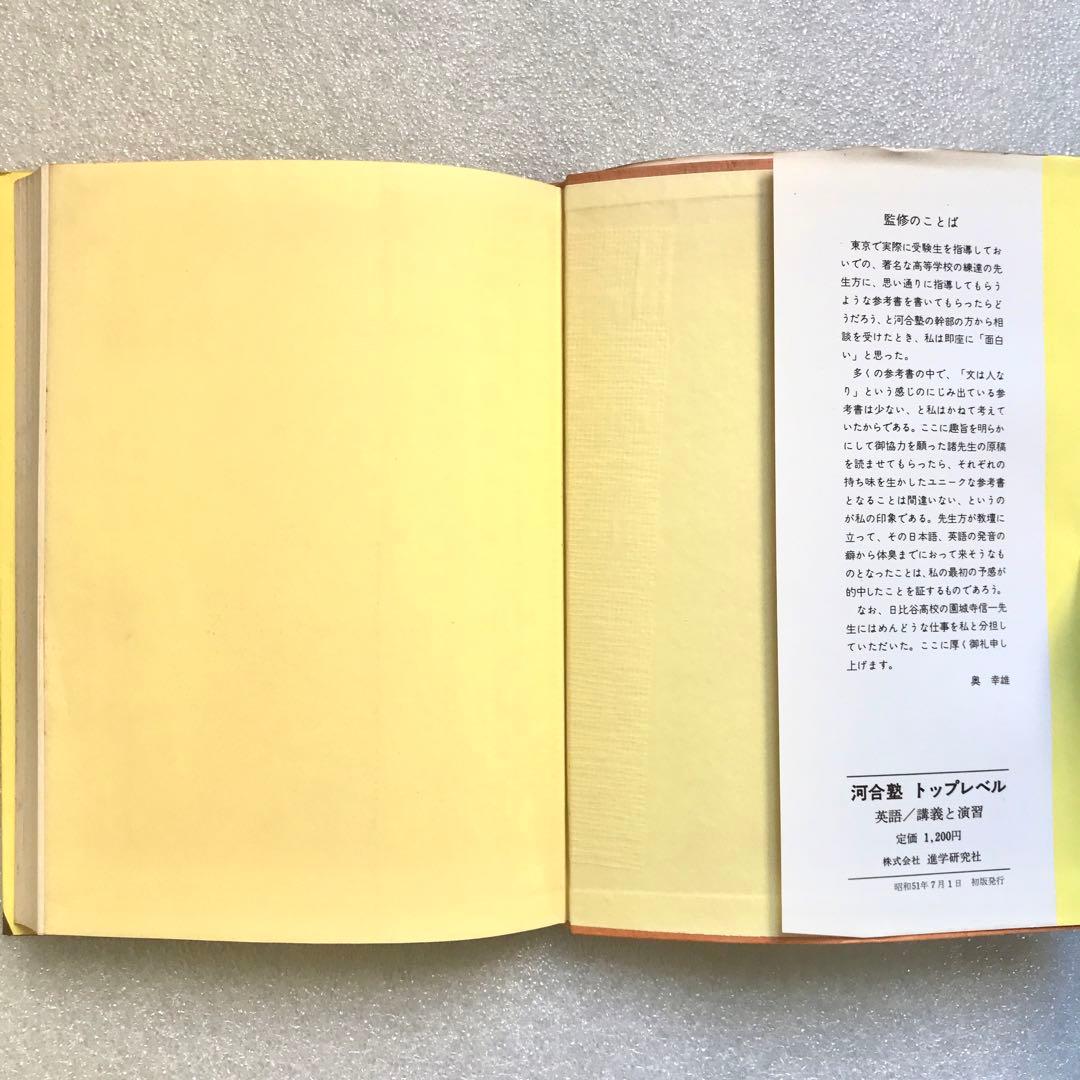 監修のことば
東京で実際に受験生を指導してお
いでの、著名な高等学校の練達の先
生方に、思い通りに指導してもらう
ような参考書を書いてもらったらど
うだろう、と河合塾の幹部の方から相
談を受けたとき、私は即座に「面白
い」と思った。
多くの参考書の中で、「文は人な
り」という感じのにじみ出ている参
考書は少ない、と私はかねて考えて
いたからである。ここに趣旨を明らか
にして御協力を願った諸先生の原稿
を読ませてもらったら、それぞれの
持ち味を生かしたユニークな参考書
となることは間違いない、というの
が私の印象である。先生方が教壇に
立って、その日本語、英語の発音の
癖から体臭までにおって来そうなも
のとなったことは、私の最初の予感が
的中したことを証するものであろう。
なお、日比谷高校の園城寺信一先
生にはめんどうな仕事を私と分担し
ていただいた。ここに厚く御礼申し
上げます。
奥 幸雄
河合塾 トップレベル
英語/講義と演習
定価 1,200円
株式会社 進学研究社
昭和51年7月1日 初版発行